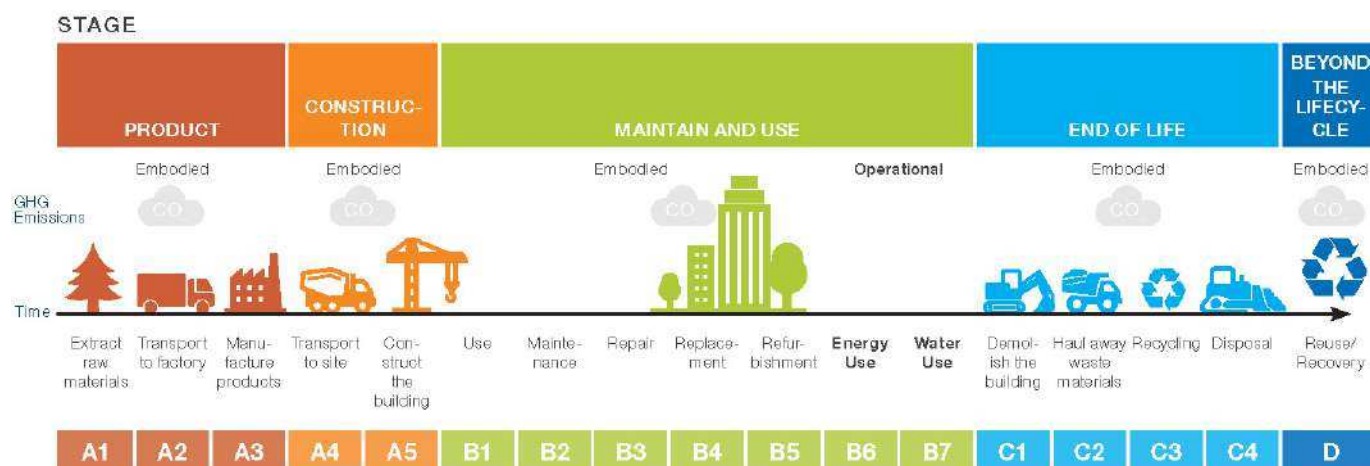 STAGE
PRODUCT
CONSTRUC-
TION
MAINTAIN AND USE
END OF LIFE
BEYOND
THE
LIFECY-
CLE
Embodied
Embodied
Embodied
Operational
Embodied
Embodied
GHG
Emissions
CO
CO
CO
CO
CO
Time
Extract
raw
materials
Transport
to factory
Manu-
facture
products
Transport
to site
Con-
struct
the
building
Use
Mainte-
nance
Repair
Replace-
ment
Refur-
bishment
Energy
Use
Water
Use
Demol-
ish the
building
Haul away
waste
materials
Recycling
Disposal
Reuse/
Recovery
A1
A2
A3
A4
A5
B1
B2
B3
B4
B5
B6
B7
C1
C2
C3
C4
D